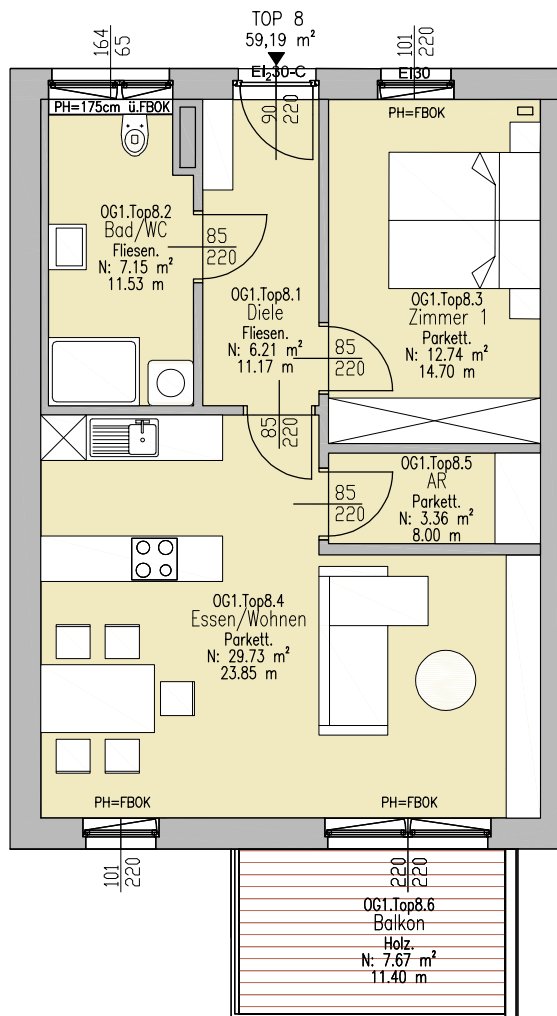 TOP 8
59,19 m²
164
65
101
220
EI₂30-C
EI30
PH=175cm ü.FBOK
PH=FBOK
90
220
OG1.Top8.2
Bad/WC
Fliesen.
N: 7.15 m²
11.53 m
85
220
OG1.Top8.1
Diele
Fliesen.
N: 6.21 m²
11.17 m
OG1.Top8.3
Zimmer 1
Parkett.
N: 12.74 m²
14.70 m
85
220
85
220
OG1.Top8.5
AR
Parkett.
N: 3.36 m²
8.00 m
85
220
OG1.Top8.4
Essen/Wohnen
Parkett.
N: 29.73 m²
23.85 m
PH=FBOK
PH=FBOK
101
220
220
220
OG1.Top8.6
Balkon
Holz.
N: 7.67 m²
11.40 m